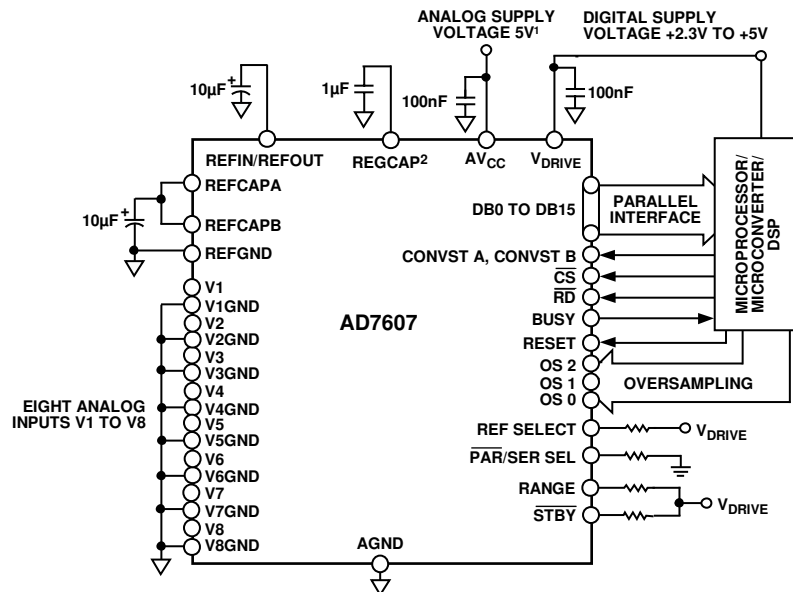 ANALOG SUPPLY
VOLTAGE 5V¹
DIGITAL SUPPLY
VOLTAGE +2.3V TO +5V
10µF
+
1µF
100nF
100nF
REFIN/REFOUT
REGCAP²
AVCC
VDRIVE
REFCAPA
REFCAPB
REFGND
10µF
+
DB0 TO DB15
PARALLEL
INTERFACE
MICROPROCESSOR/
MICROCONVERTER/
DSP
CONVST A, CONVST B
CS
RD
BUSY
RESET
OS 2
OS 1
OS 0
OVERSAMPLING
AD7607
V1
V1GND
V2
V2GND
V3
V3GND
V4
V4GND
V5
V5GND
V6
V6GND
V7
V7GND
V8
V8GND
EIGHT ANALOG
INPUTS V1 TO V8
REF SELECT
VDRIVE
PAR/SER SEL
RANGE
STBY
VDRIVE
AGND